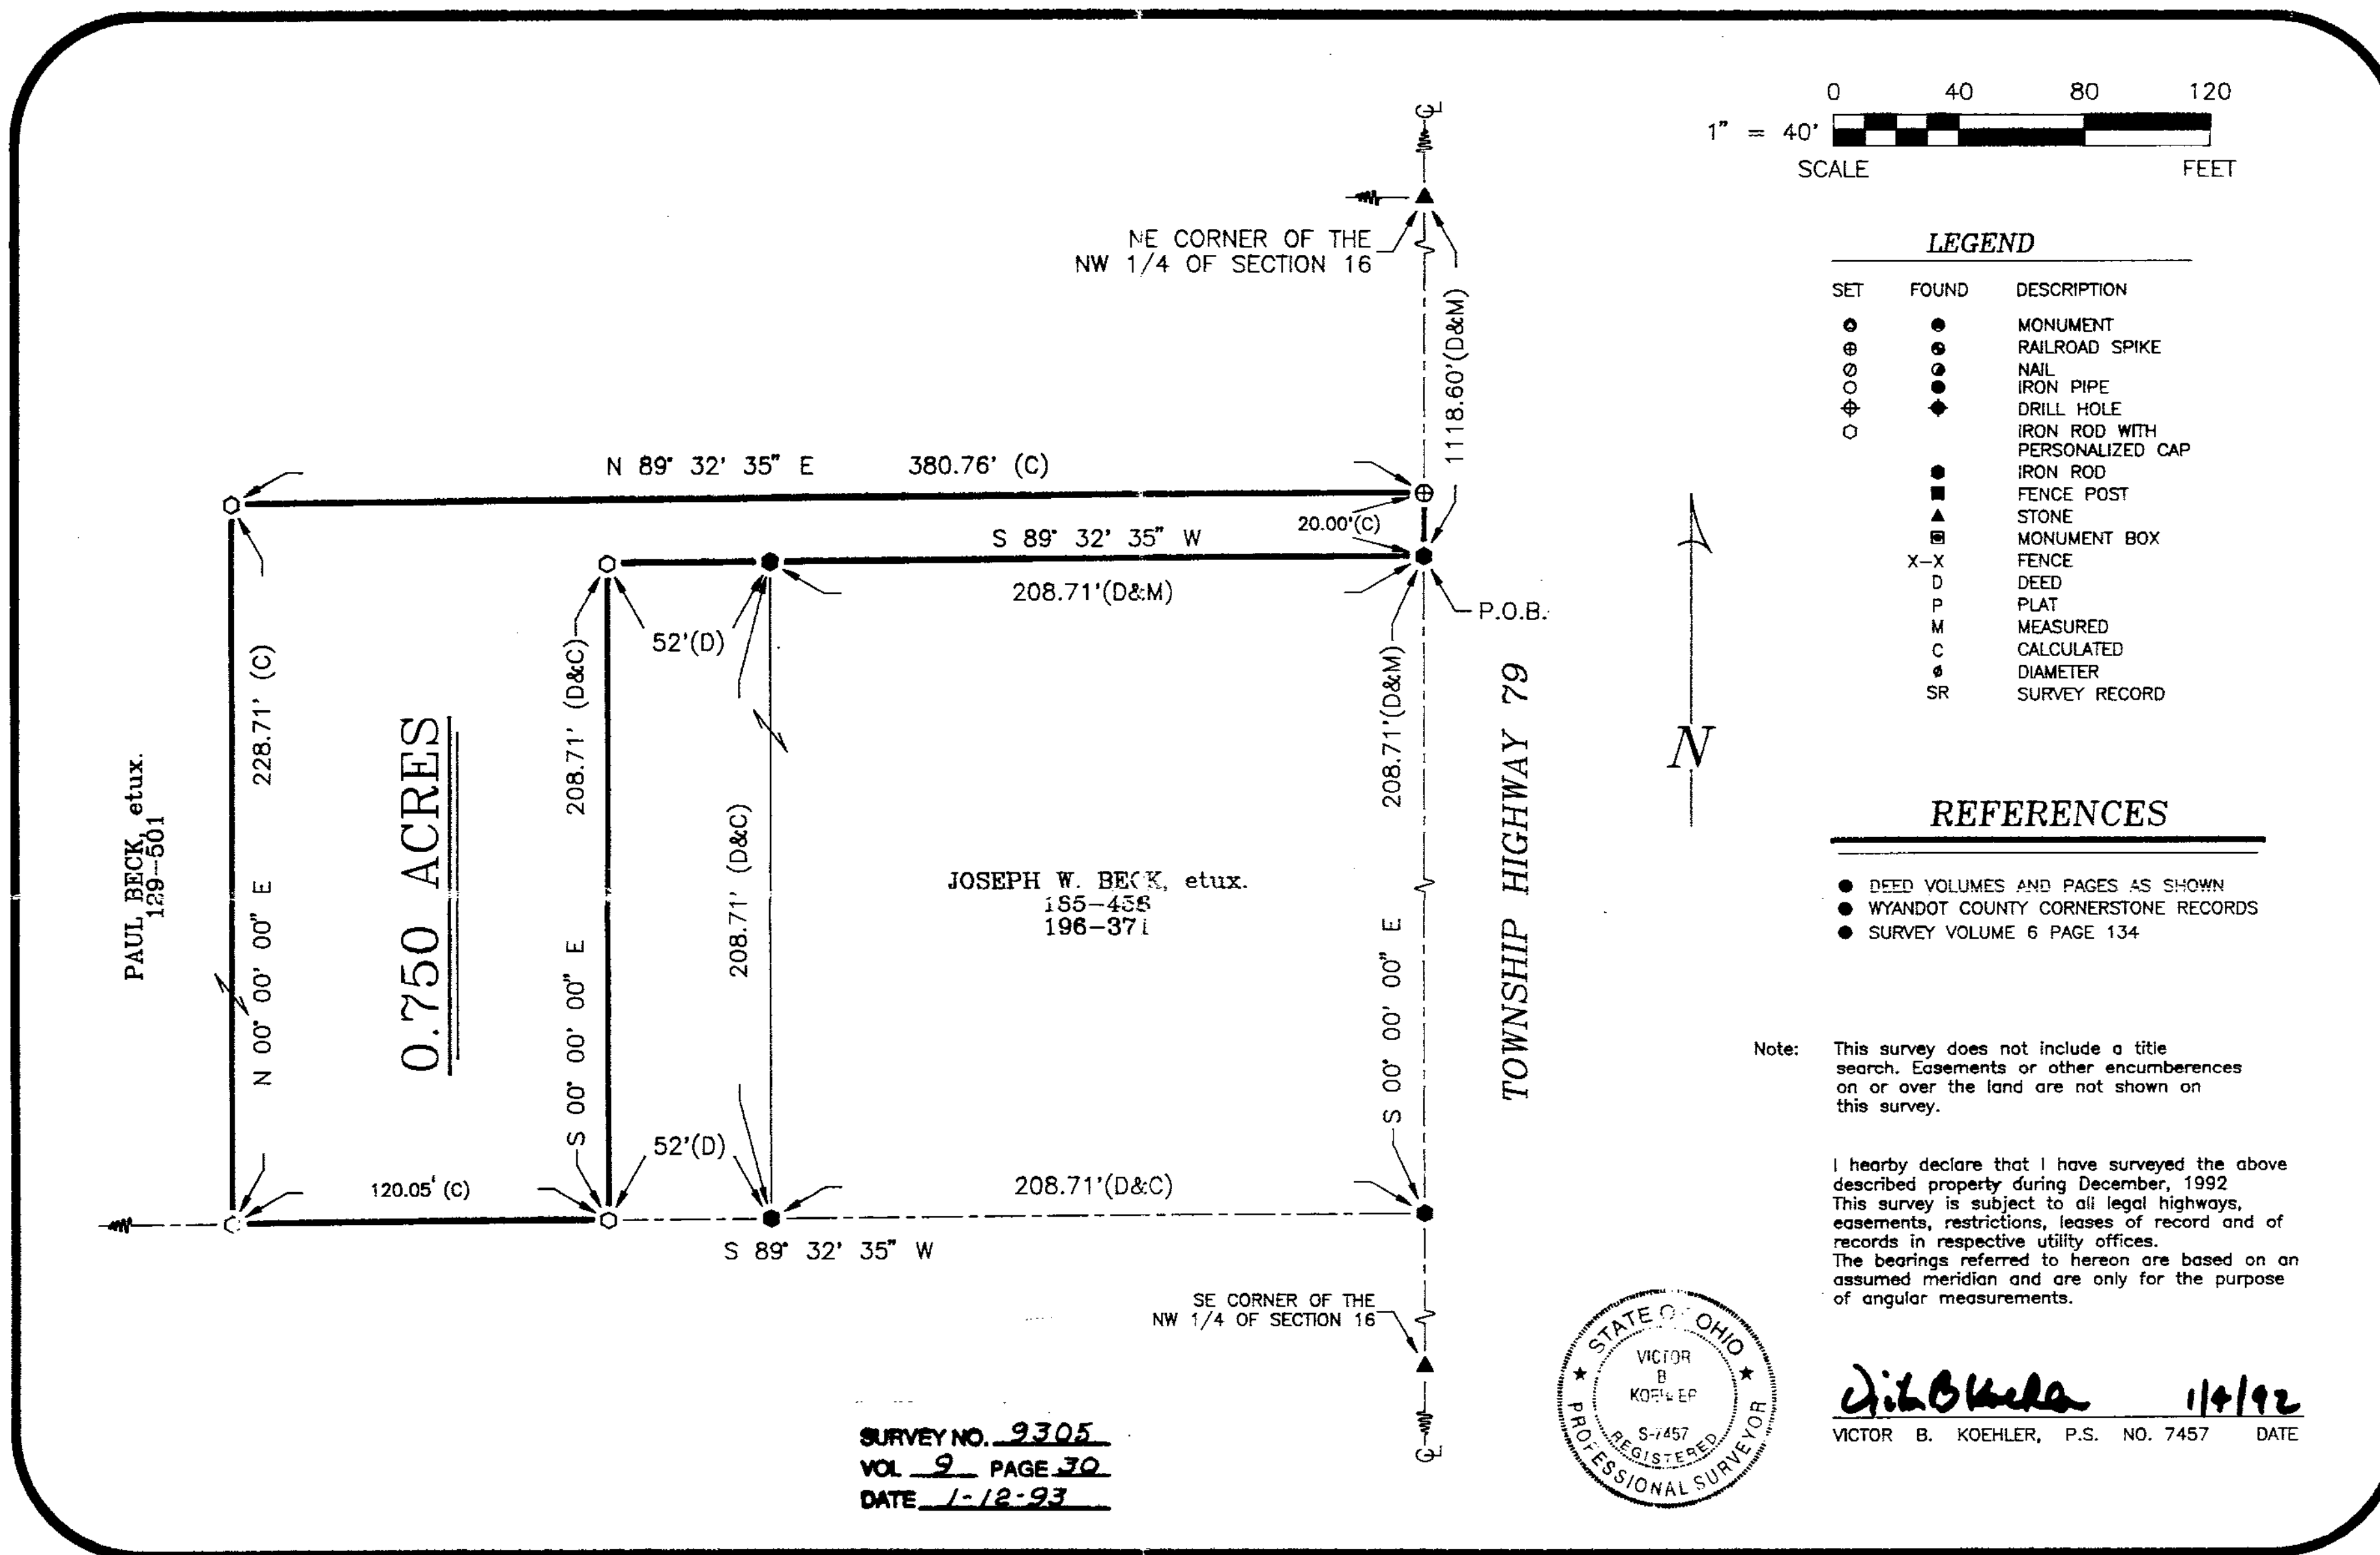 0 40 80 120
1" = 40'
SCALE FEET
NE CORNER OF THE
NW 1/4 OF SECTION 16
1118.60'(D&M)
LEGEND
SET FOUND DESCRIPTION
MONUMENT
RAILROAD SPIKE
NAIL
IRON PIPE
DRILL HOLE
IRON ROD WITH
PERSONALIZED CAP
IRON ROD
FENCE POST
STONE
MONUMENT BOX
X-X FENCE
D DEED
P PLAT
M MEASURED
C CALCULATED
ø DIAMETER
SR SURVEY RECORD
N 89° 32' 35" E 380.76' (C)
20.00'(C)
S 89° 32' 35" W
208.71'(D&M)
P.O.B.
52'(D)
N 00° 00' 00" E 228.71' (C)
PAUL BECK, etux.
129-501
0.750 ACRES
S 00° 00' 00" E 208.71' (D&C)
208.71' (D&C)
JOSEPH W. BECK, etux.
196-371
S 00° 00' 00" E 208.71'(D&M)
TOWNSHIP HIGHWAY 79
N
REFERENCES
● DEED VOLUMES AND PAGES AS SHOWN
● WYANDOT COUNTY CORNERSTONE RECORDS
● SURVEY VOLUME 6 PAGE 134
Note: This survey does not include a title
search. Easements or other encumberences
on or over the land are not shown on
this survey.
52'(D)
120.05' (C)
208.71'(D&C)
S 89° 32' 35" W
I hearby declare that I have surveyed the above
described property during December, 1992
This survey is subject to all legal highways,
easements, restrictions, leases of record and of
records in respective utility offices.
The bearings referred to hereon are based on an
assumed meridian and are only for the purpose
of angular measurements.
SE CORNER OF THE
NW 1/4 OF SECTION 16
STATE OF OHIO
VICTOR
B
KOEHLER
S-7457
REGISTERED
PROFESSIONAL SURVEYOR
1/4/92
VICTOR B. KOEHLER, P.S. NO. 7457 DATE
SURVEY NO. 9305
VOL 9 PAGE 30
DATE 1-12-93